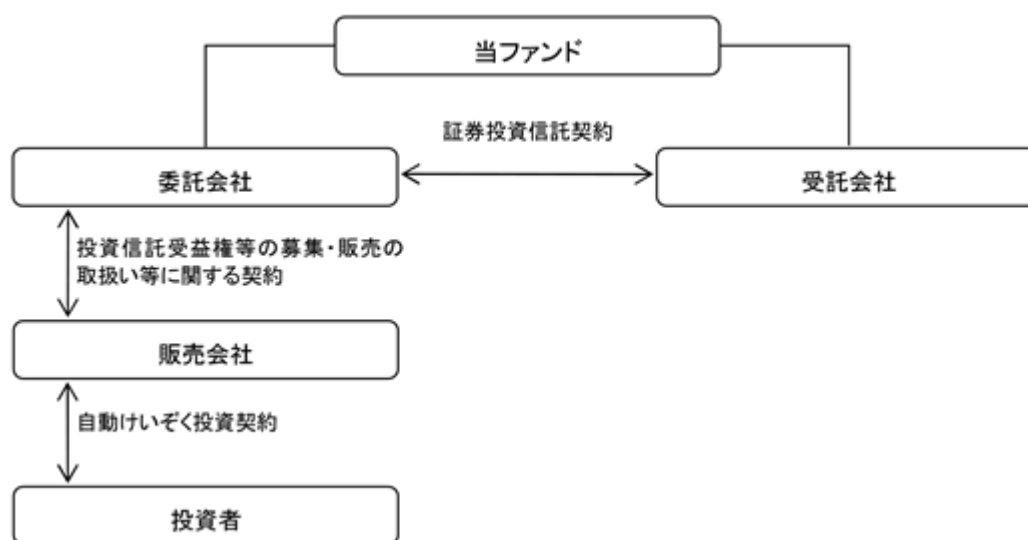 当ファンド
証券投資信託契約
委託会社
受託会社
投資信託受益権等の募集・販売の
取扱い等に関する契約
販売会社
自動けいぞく投資契約
投資者